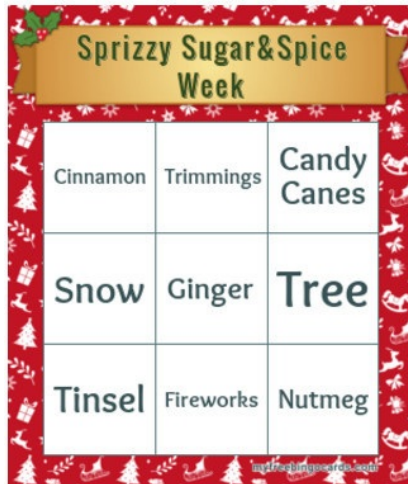 Sprizzy Sugar&Spice
Week
Cinnamon
Trimmings
Candy
Canes
Snow
Ginger
Tree
Tinsel
Fireworks
Nutmeg
myfreebingocards.com